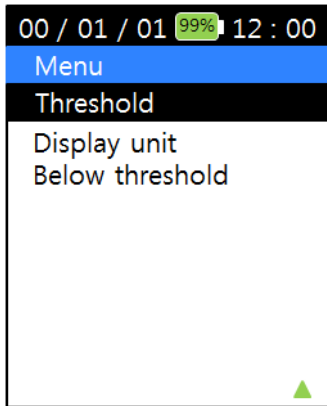 00 / 01 / 01 99% 12 : 00
Menu
Threshold
Display unit
Below threshold